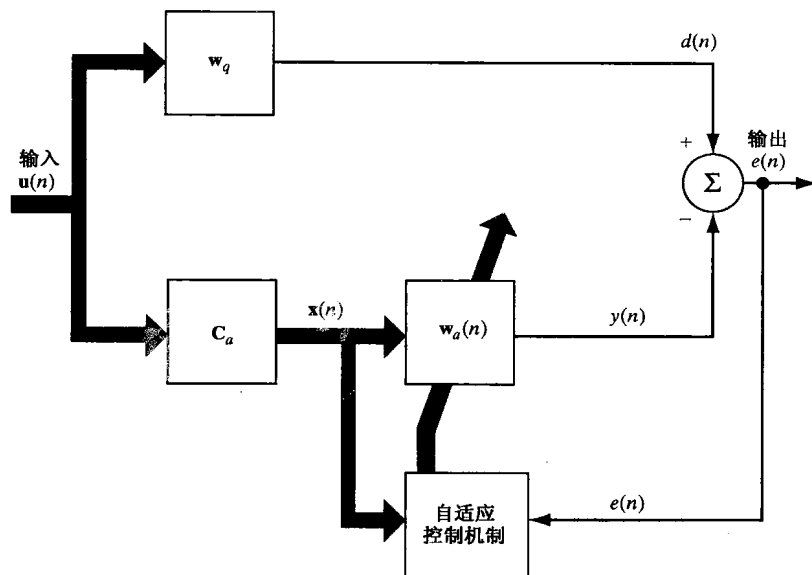 w_q
d(n)
+
输入
u(n)
Σ
输出
e(n)
−
C_a
x(n)
w_a(n)
y(n)
自适应
控制机制
e(n)